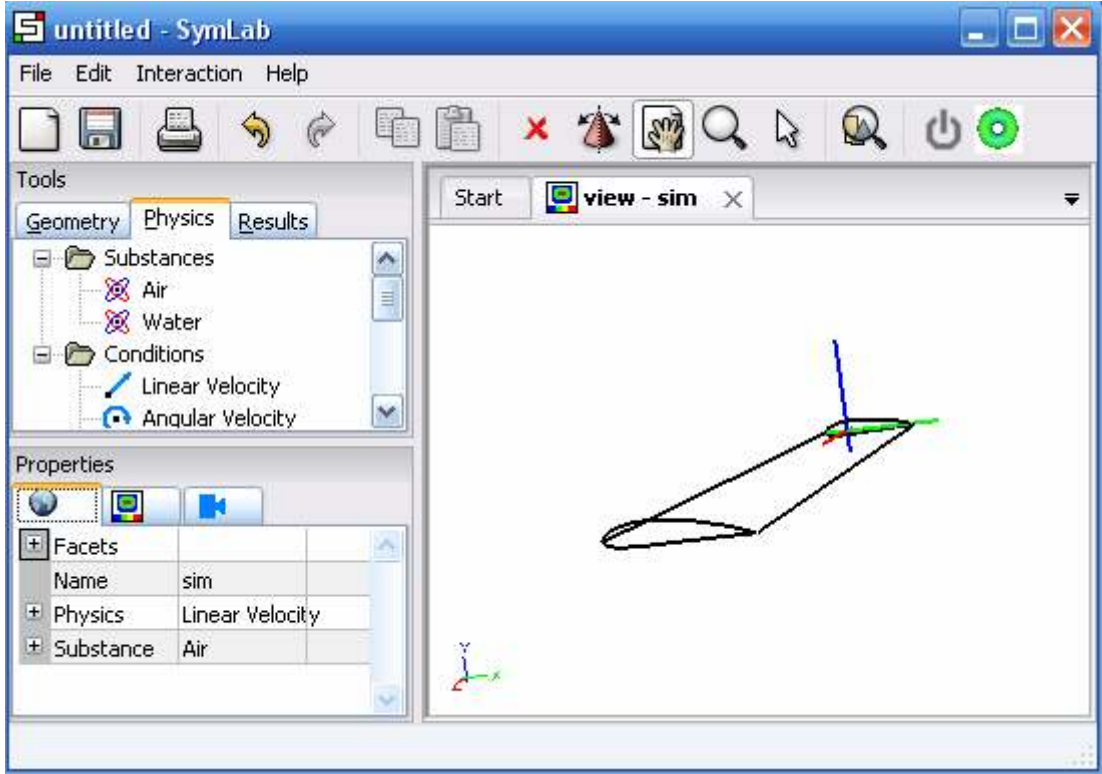 untitled - SymLab
File Edit Interaction Help
Tools
Geometry Physics Results
Substances
Air
Water
Conditions
Linear Velocity
Angular Velocity
Properties
Facets
Name sim
Physics Linear Velocity
Substance Air
Start view - sim
Y
X